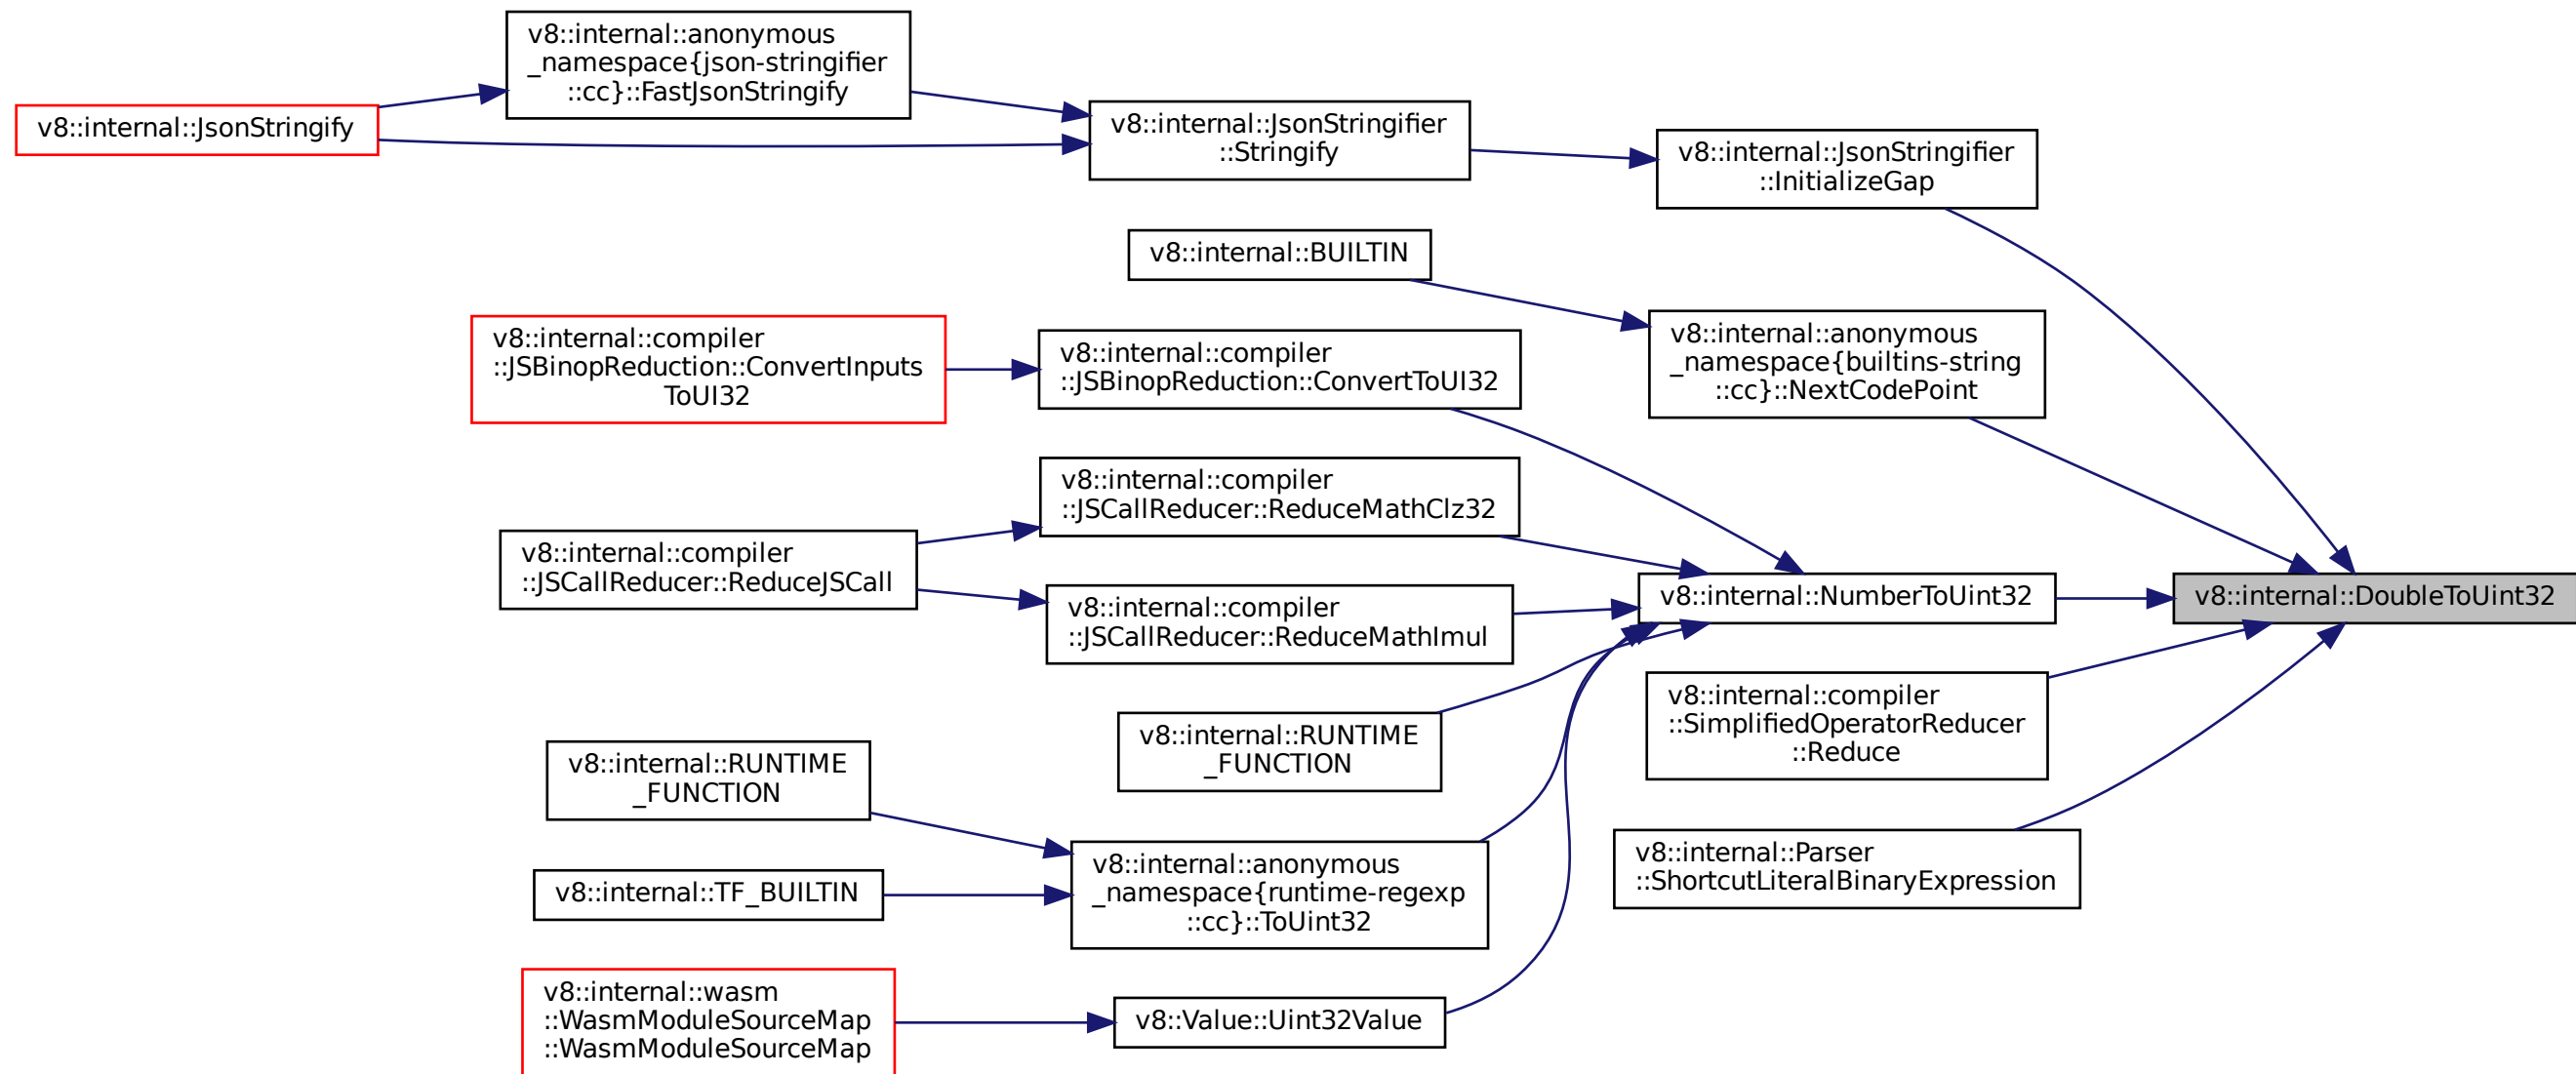 v8::internal::anonymous
_namespace{json-stringifier
::cc}::FastJsonStringify
v8::internal::JsonStringify
v8::internal::JsonStringifier
::Stringify
v8::internal::JsonStringifier
::InitializeGap
v8::internal::BUILTIN
v8::internal::anonymous
_namespace{builtins-string
::cc}::NextCodePoint
v8::internal::compiler
::JSBinopReduction::ConvertInputs
ToUI32
v8::internal::compiler
::JSBinopReduction::ConvertToUI32
v8::internal::compiler
::JSCallReducer::ReduceMathClz32
v8::internal::compiler
::JSCallReducer::ReduceJSCall
v8::internal::compiler
::JSCallReducer::ReduceMathImul
v8::internal::NumberToUint32
v8::internal::DoubleToUint32
v8::internal::compiler
::SimplifiedOperatorReducer
::Reduce
v8::internal::RUNTIME
_FUNCTION
v8::internal::RUNTIME
_FUNCTION
v8::internal::Parser
::ShortcutLiteralBinaryExpression
v8::internal::TF_BUILTIN
v8::internal::anonymous
_namespace{runtime-regexp
::cc}::ToUint32
v8::internal::wasm
::WasmModuleSourceMap
::WasmModuleSourceMap
v8::Value::Uint32Value